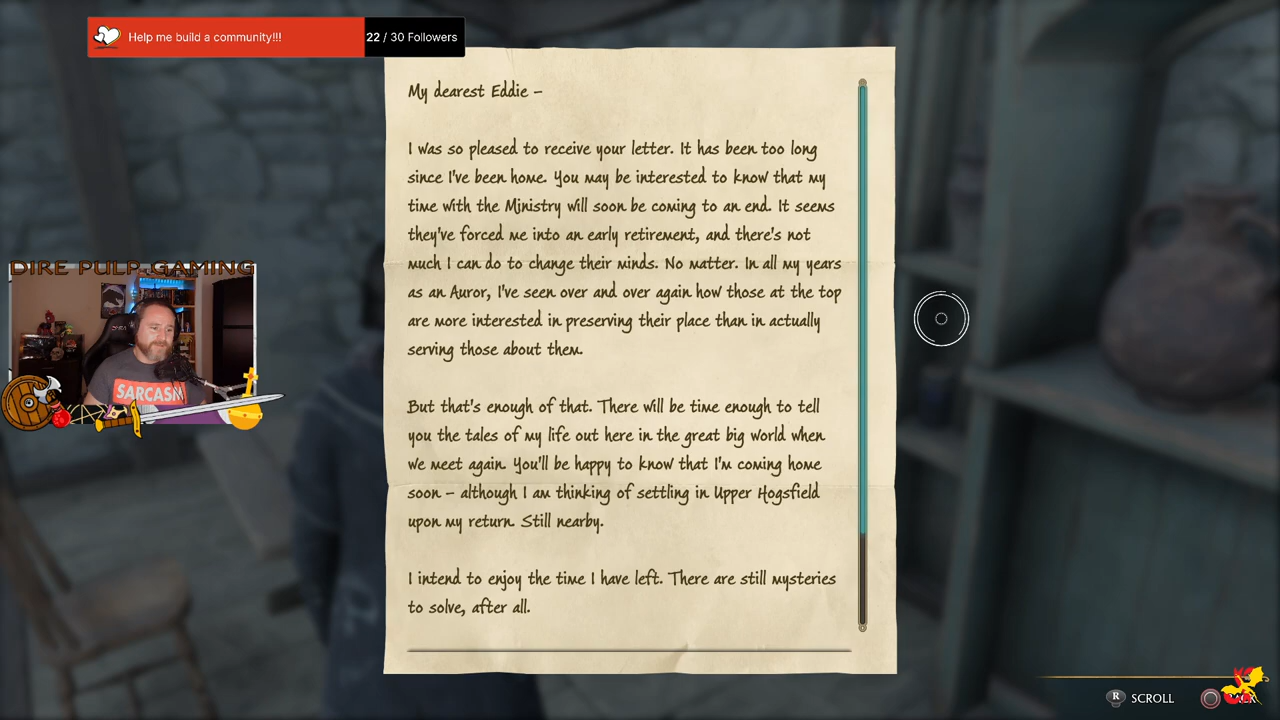 Help me build a community!!!
22 / 30 Followers
My dearest Eddie –
I was so pleased to receive your letter. It has been too long
since I've been home. You may be interested to know that my
time with the Ministry will soon be coming to an end. It seems
they've forced me into an early retirement, and there's not
much I can do to change their minds. No matter. In all my years
as an Auror, I've seen over and over again how those at the top
are more interested in preserving their place than in actually
serving those about them.
But that's enough of that. There will be time enough to tell
you the tales of my life out here in the great big world when
we meet again. You'll be happy to know that I'm coming home
soon – although I am thinking of settling in Upper Hogsfield
upon my return. Still nearby.
I intend to enjoy the time I have left. There are still mysteries
to solve, after all.
DIRE PULP GAMING
SARCASM
R SCROLL